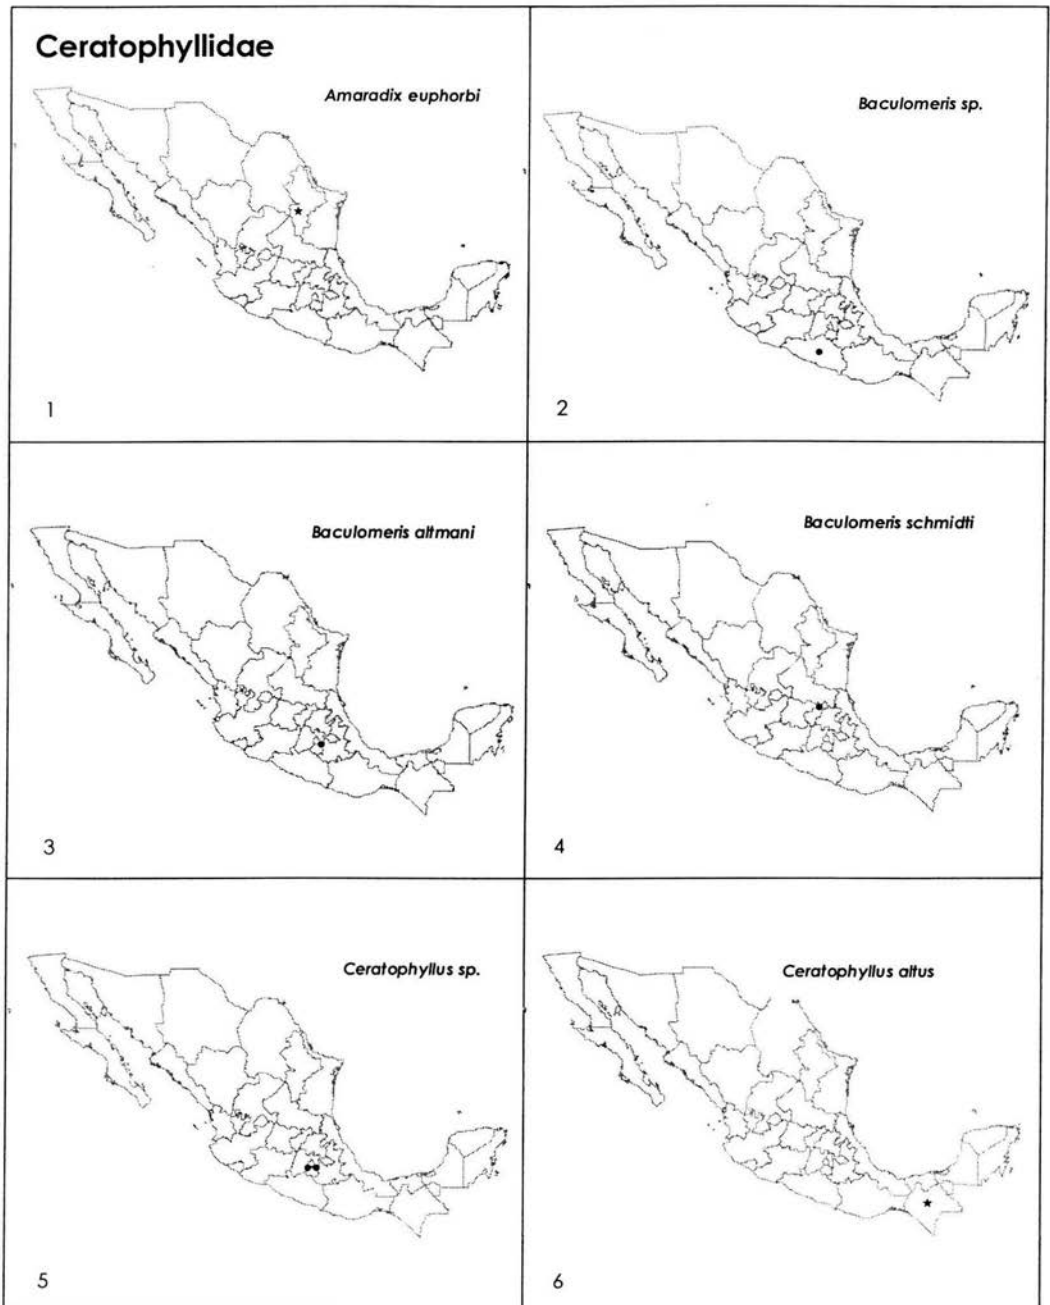 Ceratophyllidae
Amaradix euphorbi
1
Baculomeris sp.
2
Baculomeris altmani
3
Baculomeris schmidti
4
Ceratophyllus sp.
5
Ceratophyllus altus
6